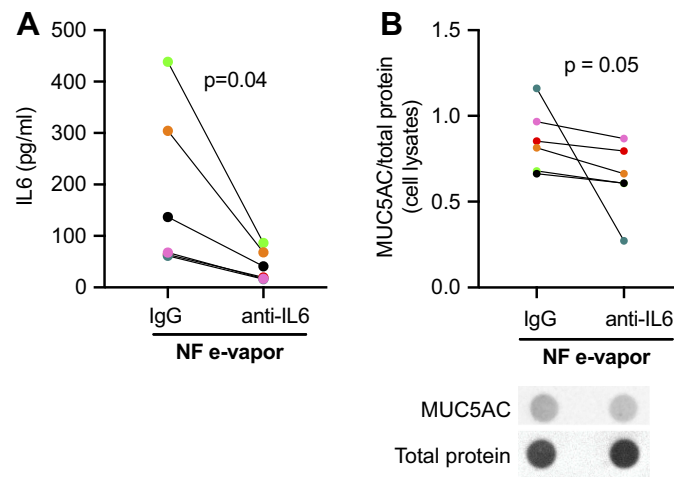 A
500
400
300
200
100
0
IL6 (pg/ml)
p=0.04
IgG
anti-IL6
NF e-vapor
B
1.5
1.0
0.5
0.0
MUC5AC/total protein
(cell lysates)
p = 0.05
IgG
anti-IL6
NF e-vapor
MUC5AC
Total protein